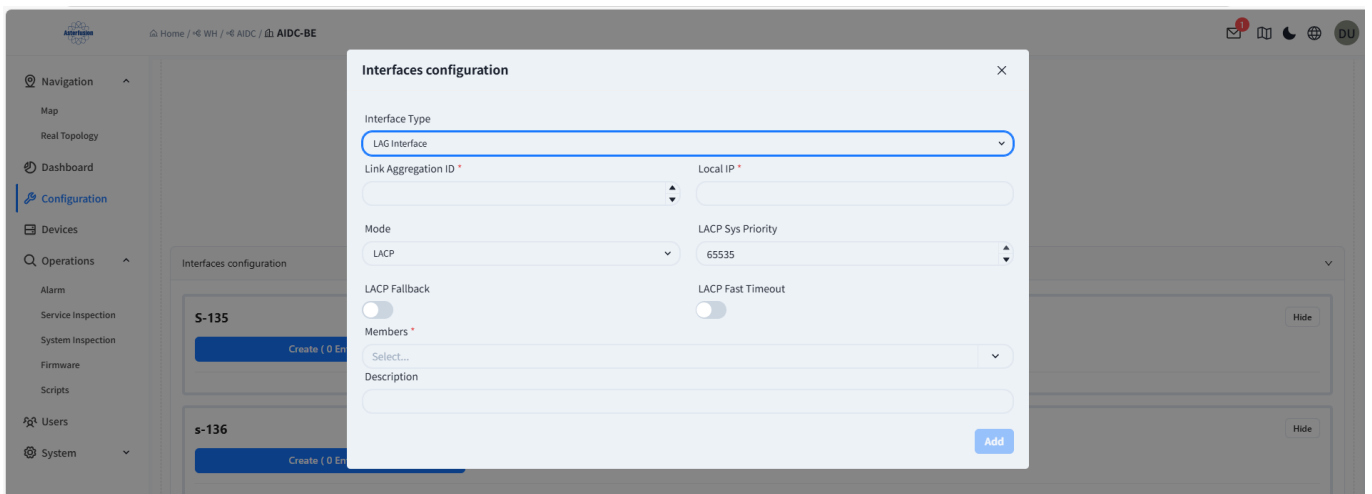 Asterfusion
Home / WH / AIDC / AIDC-BE
1
DU
Navigation
Map
Real Topology
Dashboard
Configuration
Devices
Operations
Alarm
Service Inspection
System Inspection
Firmware
Scripts
Users
System
Interfaces configuration
S-135
Create ( 0 En
Hide
s-136
Create ( 0 En
Hide
Interfaces configuration
Interface Type
LAG Interface
Link Aggregation ID *
Local IP *
Mode
LACP Sys Priority
LACP
65535
LACP Fallback
LACP Fast Timeout
Members *
Select...
Description
Add